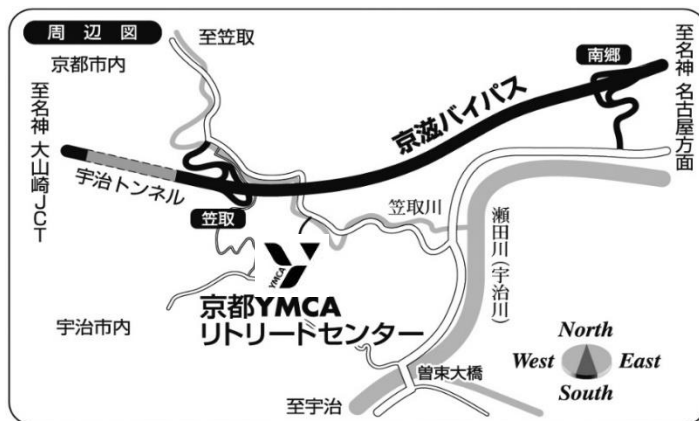 周辺図
至笠取
京都市内
南郷
至名神 名古屋方面
至名神 大山崎JCT
京滋バイパス
宇治トンネル
笠取
笠取川
瀬田川(宇治川)
YMCA
京都YMCA
リトリートセンター
宇治市内
曽束大橋
至宇治
North
West East
South